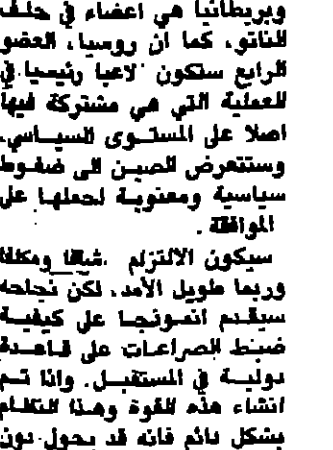 وبريطانيا هي اعضاء في حلف
الناتو، كما ان روسيا، العضو
الرابع ستكون لاعبا رئيسيا في
العملية التي هي مشتركة فيها
اصلا على المستوى السياسي.
وستتعرض الصين الى ضغوط
سياسية ومعنوية لحملها على
الموافقة.
سيكون الالتزام شاقا ومكلفا
وربما طويل الأمد، لكن نجاحه
سيقدم انموذجا على كيفية
ضبط الصراعات على قاعدة
دولية في المستقبل. واذا تم
انشاء هذه القوة وهذا النظام
بشكل دائم فانه قد يحول دون